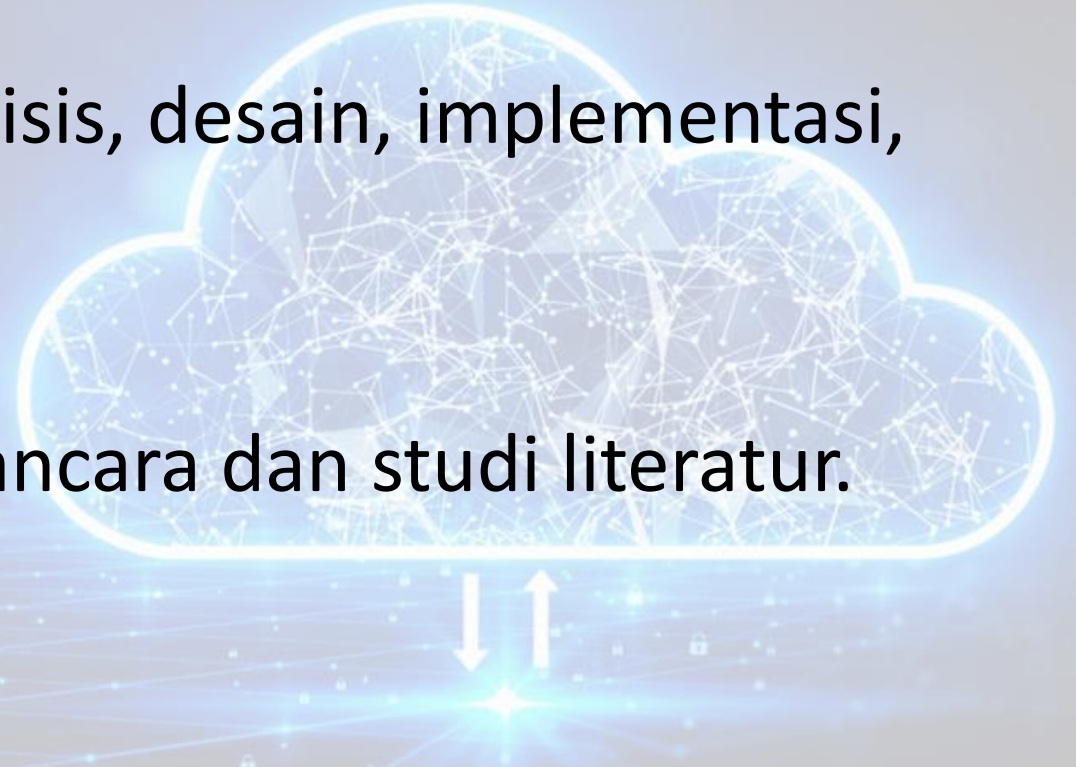 isis, desain, implementasi,
ancara dan studi literatur.